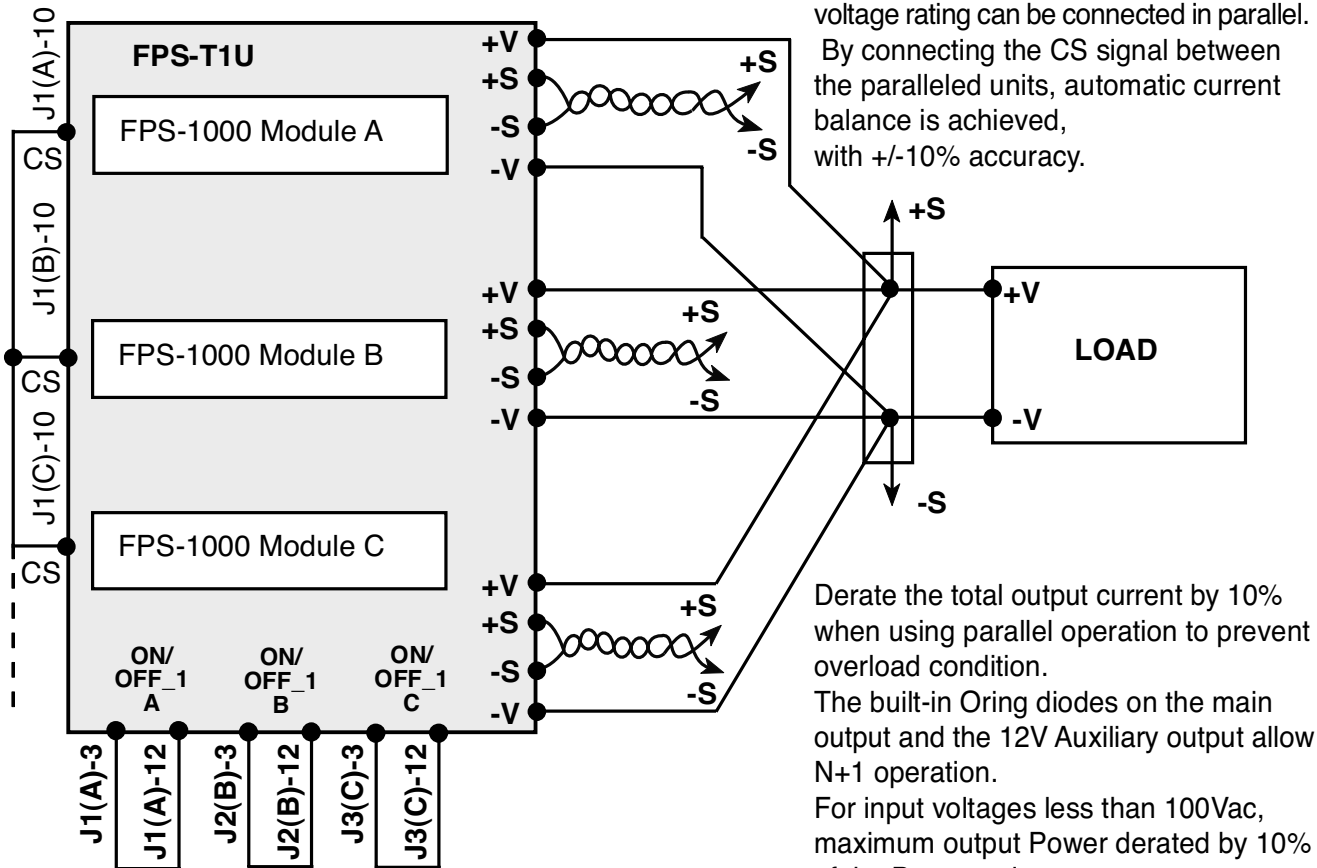 voltage rating can be connected in parallel.
By connecting the CS signal between
the paralleled units, automatic current
balance is achieved,
with +/-10% accuracy.
J1(A)-10
CS
J1(B)-10
CS
J1(C)-10
CS
FPS-T1U
FPS-1000 Module A
FPS-1000 Module B
FPS-1000 Module C
+V
+S
-S
-V
+S
-S
+V
+S
-S
-V
+S
-S
+V
+S
-S
-V
+S
-S
+S
-S
+V
LOAD
-V
ON/
OFF_1
A
ON/
OFF_1
B
ON/
OFF_1
C
J1(A)-3
J1(A)-12
J2(B)-3
J2(B)-12
J3(C)-3
J3(C)-12
Derate the total output current by 10%
when using parallel operation to prevent
overload condition.
The built-in Oring diodes on the main
output and the 12V Auxiliary output allow
N+1 operation.
For input voltages less than 100Vac,
maximum output Power derated by 10%